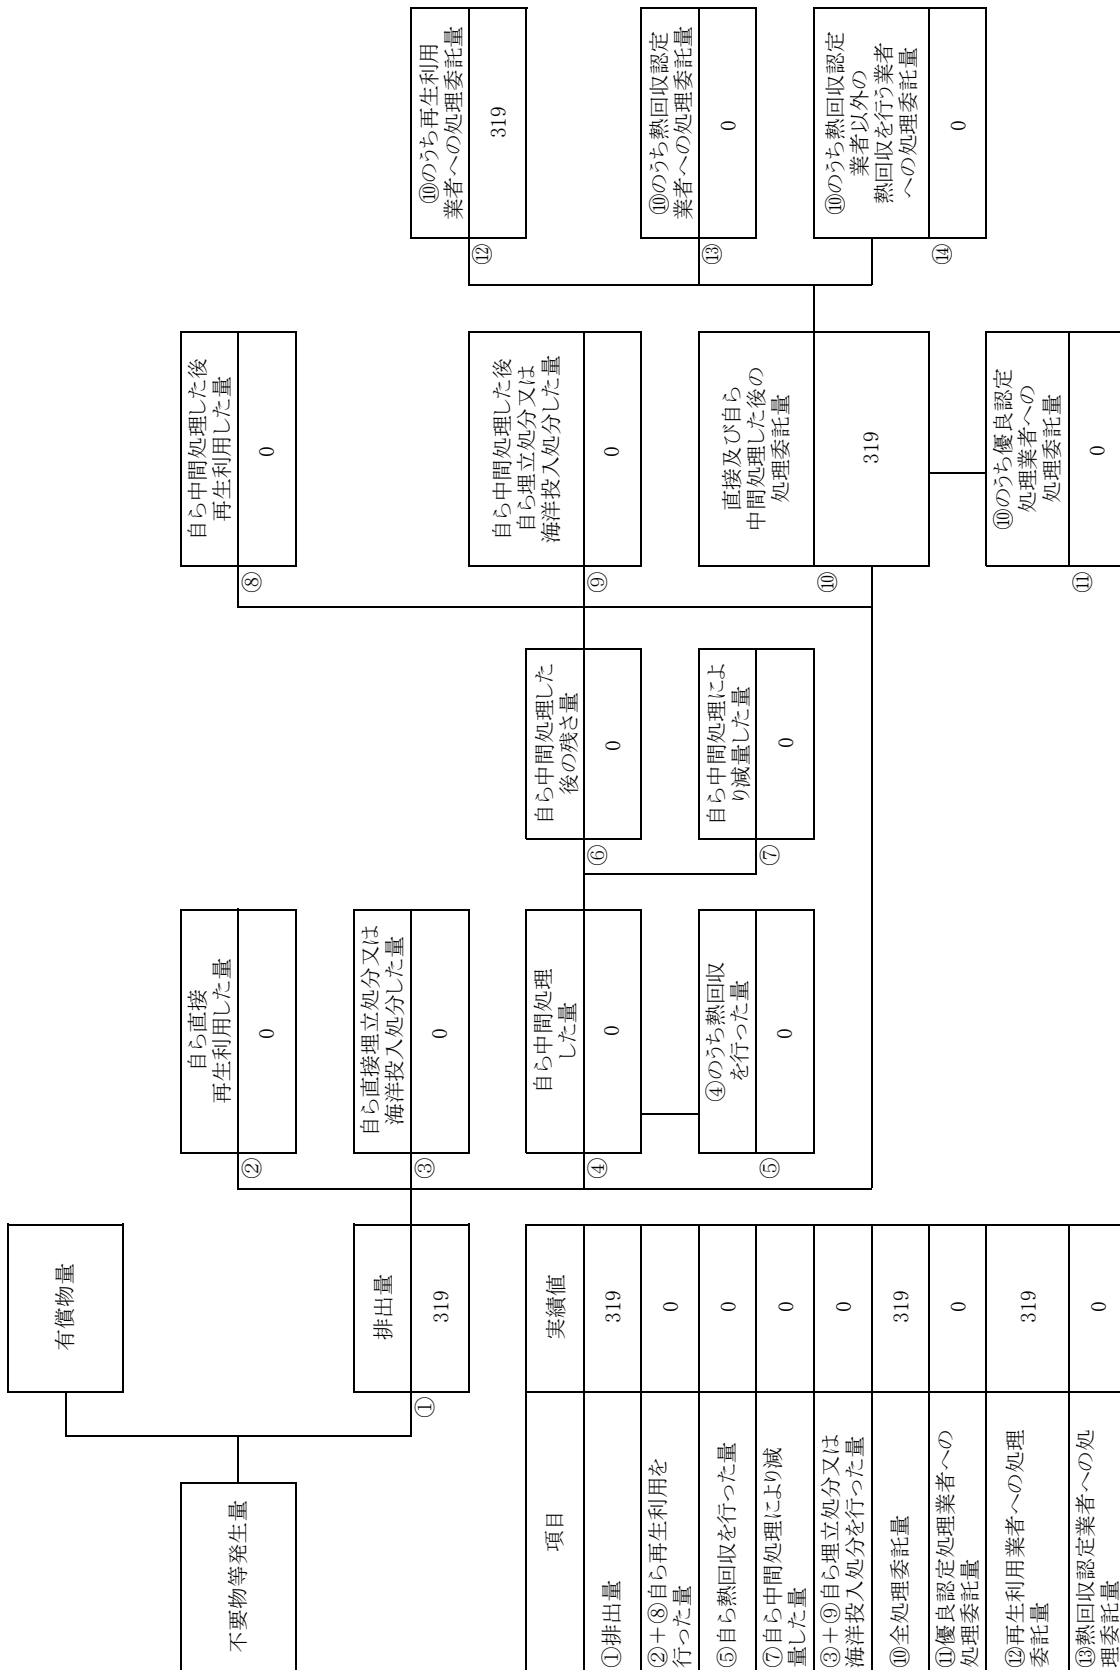 有償物量
不要物等発生量
排出量
①
319
自ら直接
再生利用した量
②
0
自ら直接埋立処分又は
海洋投入処分した量
③
0
自ら中間処理
した量
④
0
④のうち熱回収
を行った量
⑤
0
自ら中間処理した
後の残さ量
⑥
0
自ら中間処理によ
り減量した量
⑦
0
自ら中間処理した後
再生利用した量
⑧
0
自ら中間処理した後
自ら埋立処分又は
海洋投入処分した量
⑨
0
直接及び自ら
中間処理した後の
処理委託量
⑩
319
⑩のうち優良認定
処理業者への
処理委託量
⑪
0
⑩のうち再生利用
業者への処理委託量
⑫
319
⑩のうち熱回収認定
業者への処理委託量
⑬
0
⑩のうち熱回収認定
業者以外の
熱回収を行う業者
への処理委託量
⑭
0
項目
実績値
①排出量
319
②+⑧自ら再生利用を
行った量
0
⑤自ら熱回収を行った量
0
⑦自ら中間処理により減
量した量
0
③+⑨自ら埋立処分又は
海洋投入処分を行った量
0
⑩全処理委託量
319
⑪優良認定処理業者への
処理委託量
0
⑫再生利用業者への処理
委託量
319
⑬熱回収認定業者への処
理委託量
0